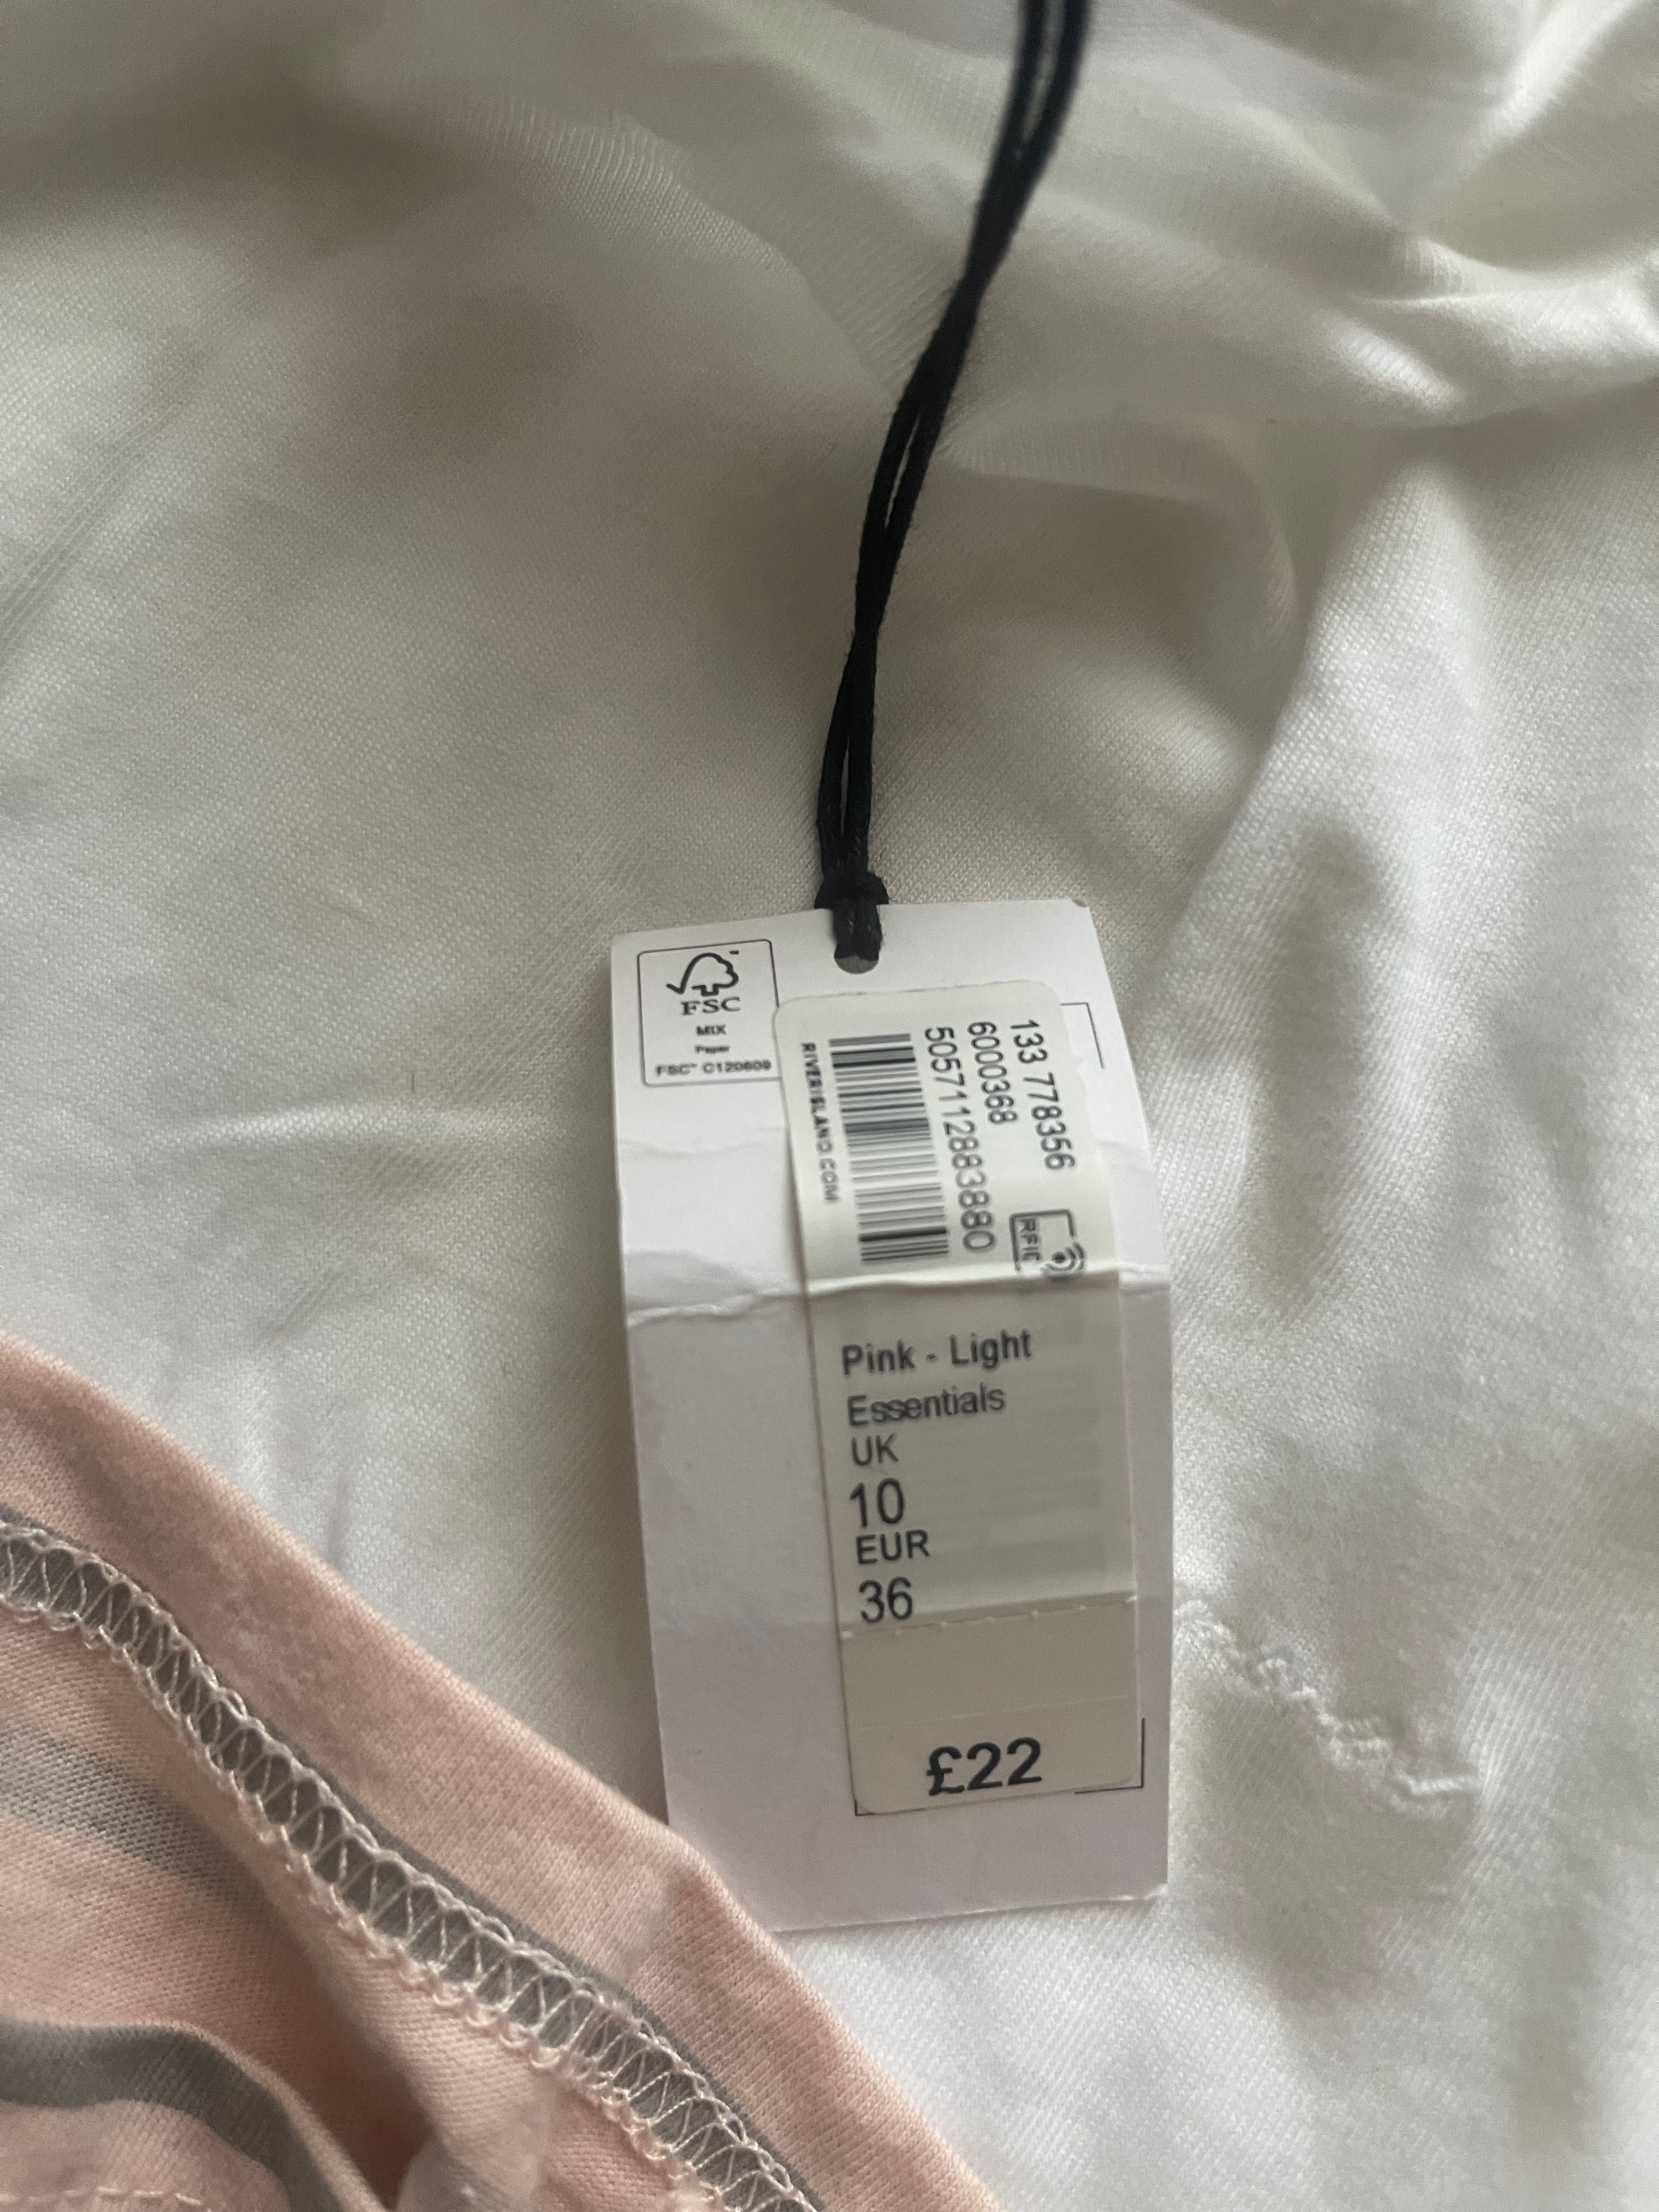 FSC
MIX
Paper
FSC™ C120609
133 778356
6000368
5057112883880
RIVERISLAND.COM
RFID
Pink - Light
Essentials
UK
10
EUR
36
£22